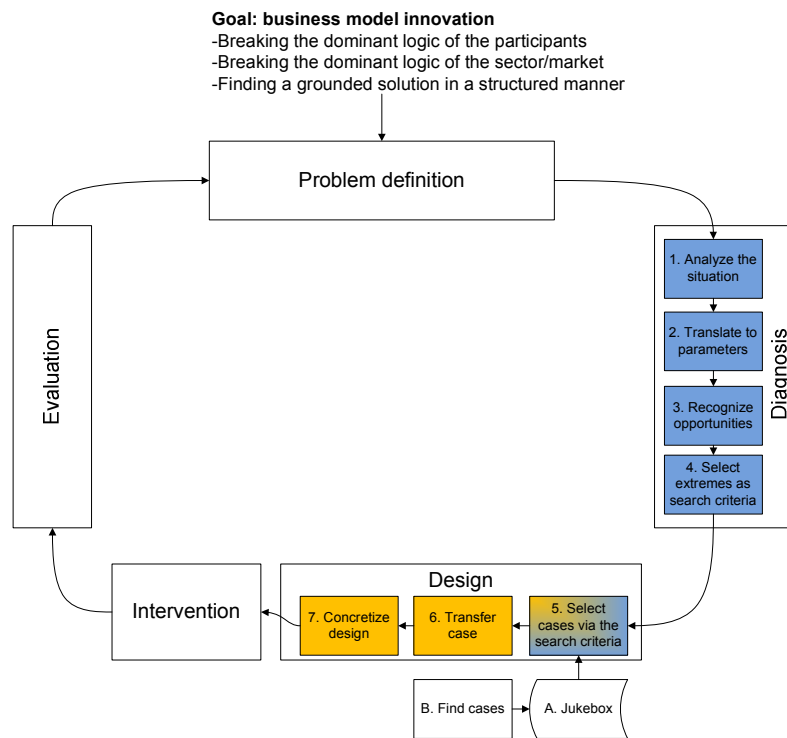 Goal: business model innovation
-Breaking the dominant logic of the participants
-Breaking the dominant logic of the sector/market
-Finding a grounded solution in a structured manner
Problem definition
1. Analyze the
situation
2. Translate to
parameters
3. Recognize
opportunities
4. Select
extremes as
search criteria
Diagnosis
Design
5. Select
cases via the
search criteria
6. Transfer
case
7. Concretize
design
B. Find cases
A. Jukebox
Intervention
Evaluation